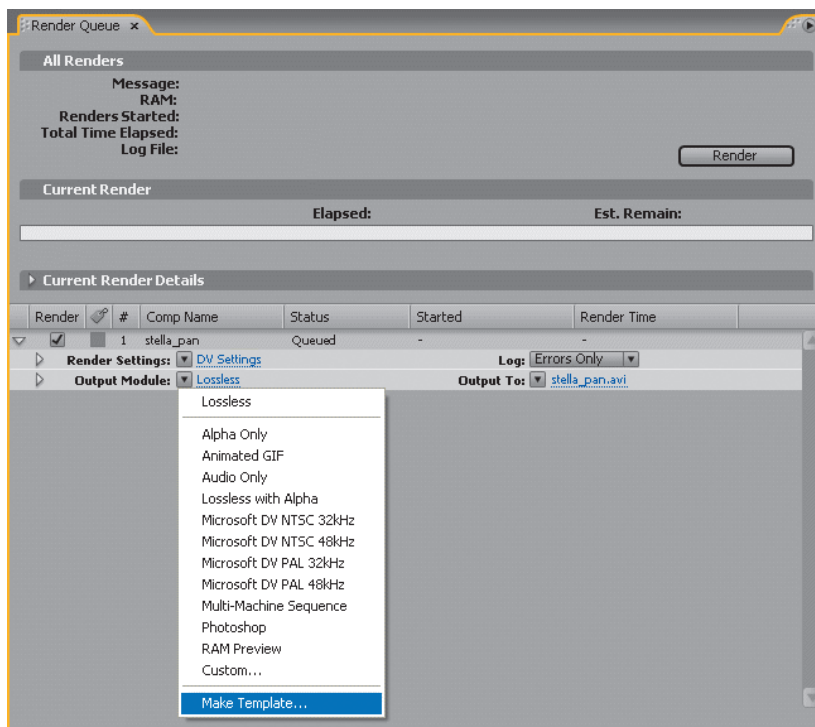 Render Queue ×
All Renders
Message:
RAM:
Renders Started:
Total Time Elapsed:
Log File:
Render
Current Render
Elapsed: Est. Remain:
Current Render Details
Render # Comp Name Status Started Render Time
1 stella_pan Queued - -
Render Settings: DV Settings Log: Errors Only
Output Module: Lossless Output To: stella_pan.avi
Lossless
Alpha Only
Animated GIF
Audio Only
Lossless with Alpha
Microsoft DV NTSC 32kHz
Microsoft DV NTSC 48kHz
Microsoft DV PAL 32kHz
Microsoft DV PAL 48kHz
Multi-Machine Sequence
Photoshop
RAM Preview
Custom...
Make Template...